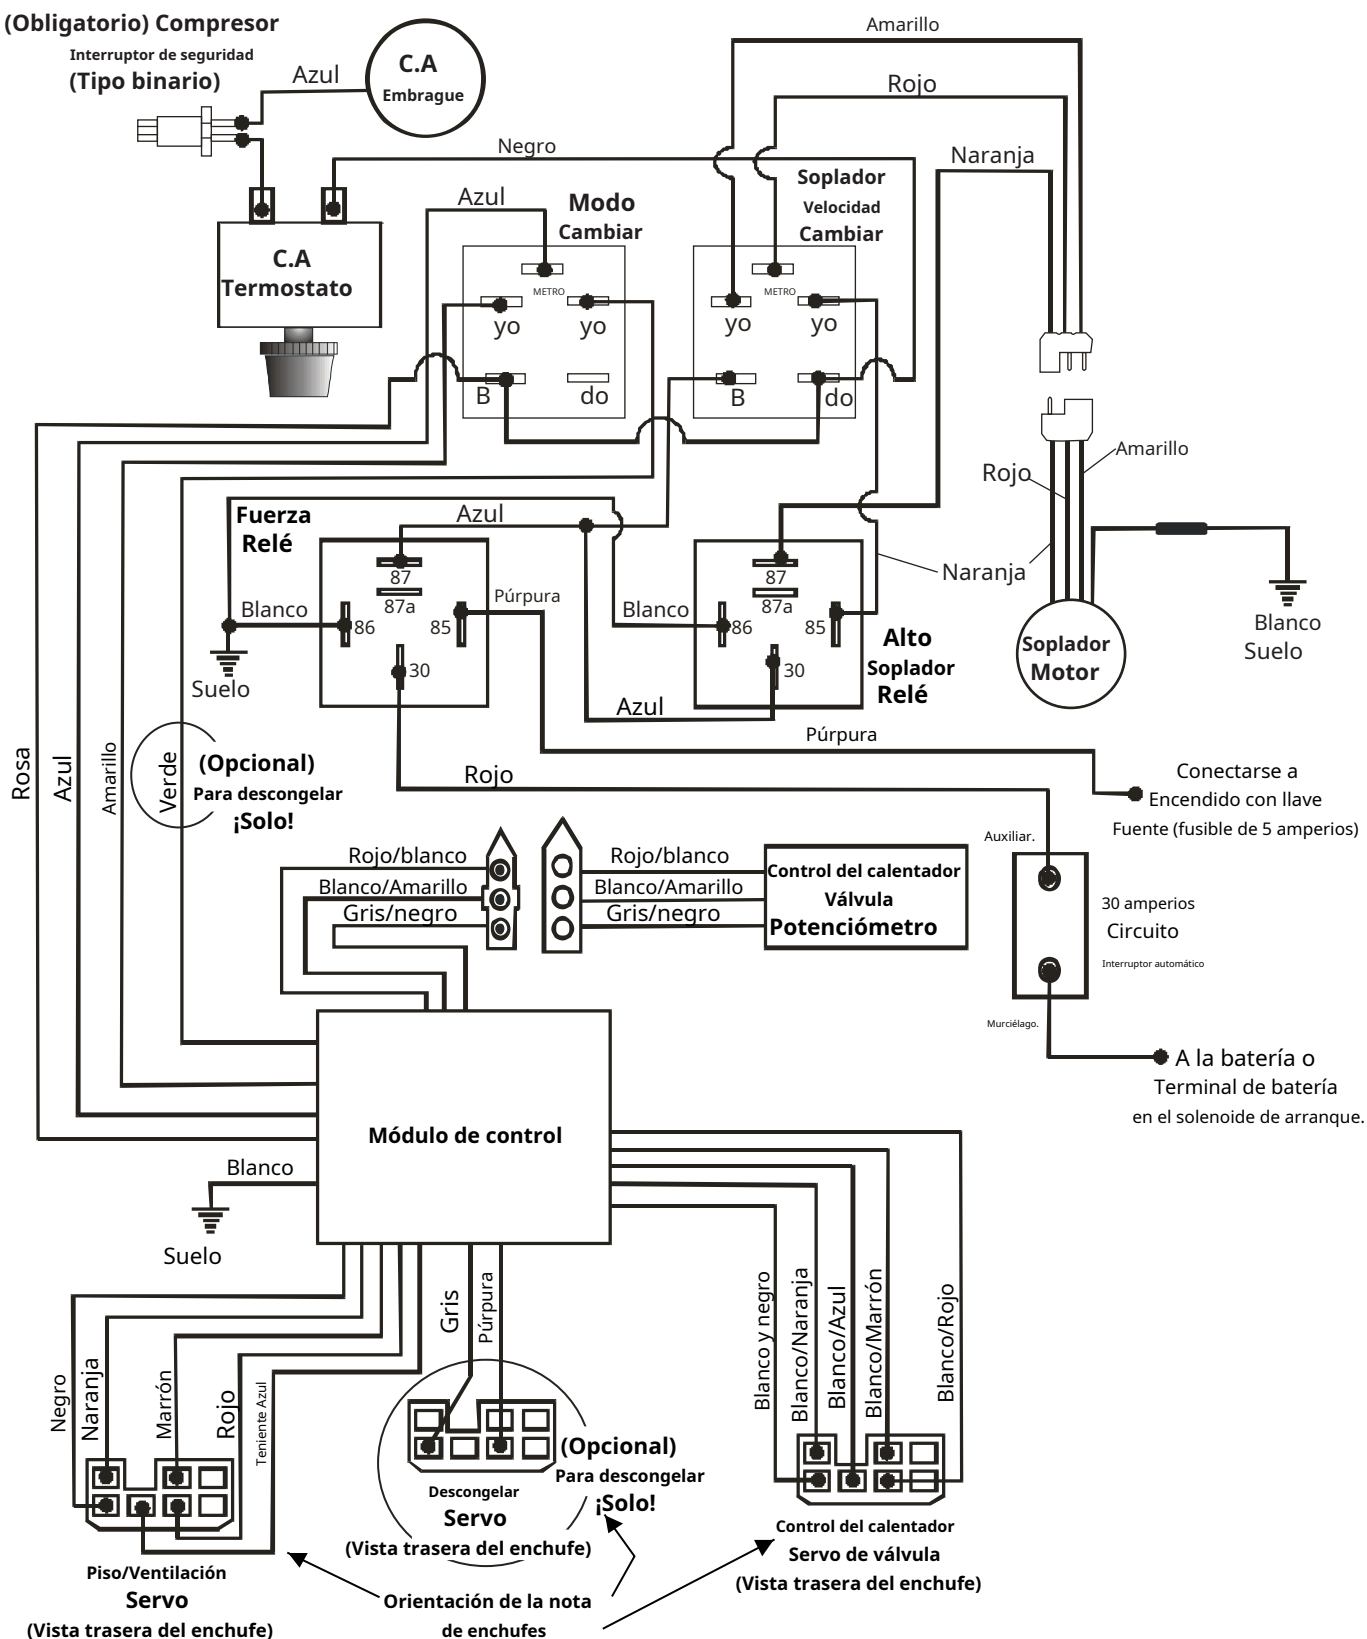 (Obligatorio) Compresor
Interruptor de seguridad
(Tipo binario)
Azul
C.A
Embrague
Amarillo
Rojo
Negro
Naranja
Azul
Modo
Cambiar
Soplador
Velocidad
Cambiar
C.A
Termostato
METRO
yo
yo
B
do
METRO
yo
yo
B
do
Rojo
Amarillo
Fuerza
Relé
Azul
87
87a
86
85
30
Púrpura
Blanco
Suelo
Blanco
87
87a
86
85
30
Naranja
Alto
Soplador
Relé
Azul
Soplador
Motor
Blanco
Suelo
Púrpura
Rosa
Azul
Amarillo
Verde
(Opcional)
Para descongelar
¡Solo!
Rojo
Conectarse a
Encendido con llave
Fuente (fusible de 5 amperios)
Auxiliar.
Rojo/blanco
Blanco/Amarillo
Gris/negro
Rojo/blanco
Blanco/Amarillo
Gris/negro
Control del calentador
Válvula
Potenciómetro
30 amperios
Circuito
Interruptor automático
Murciélago.
A la batería o
Terminal de batería
en el solenoide de arranque.
Módulo de control
Blanco
Suelo
Negro
Naranja
Marrón
Rojo
Teniente Azul
Gris
Púrpura
Blanco y negro
Blanco/Naranja
Blanco/Azul
Blanco/Marrón
Blanco/Rojo
(Opcional)
Para descongelar
¡Solo!
Descongelar
Servo
(Vista trasera del enchufe)
Control del calentador
Servo de válvula
(Vista trasera del enchufe)
Piso/Ventilación
Servo
(Vista trasera del enchufe)
Orientación de la nota
de enchufes